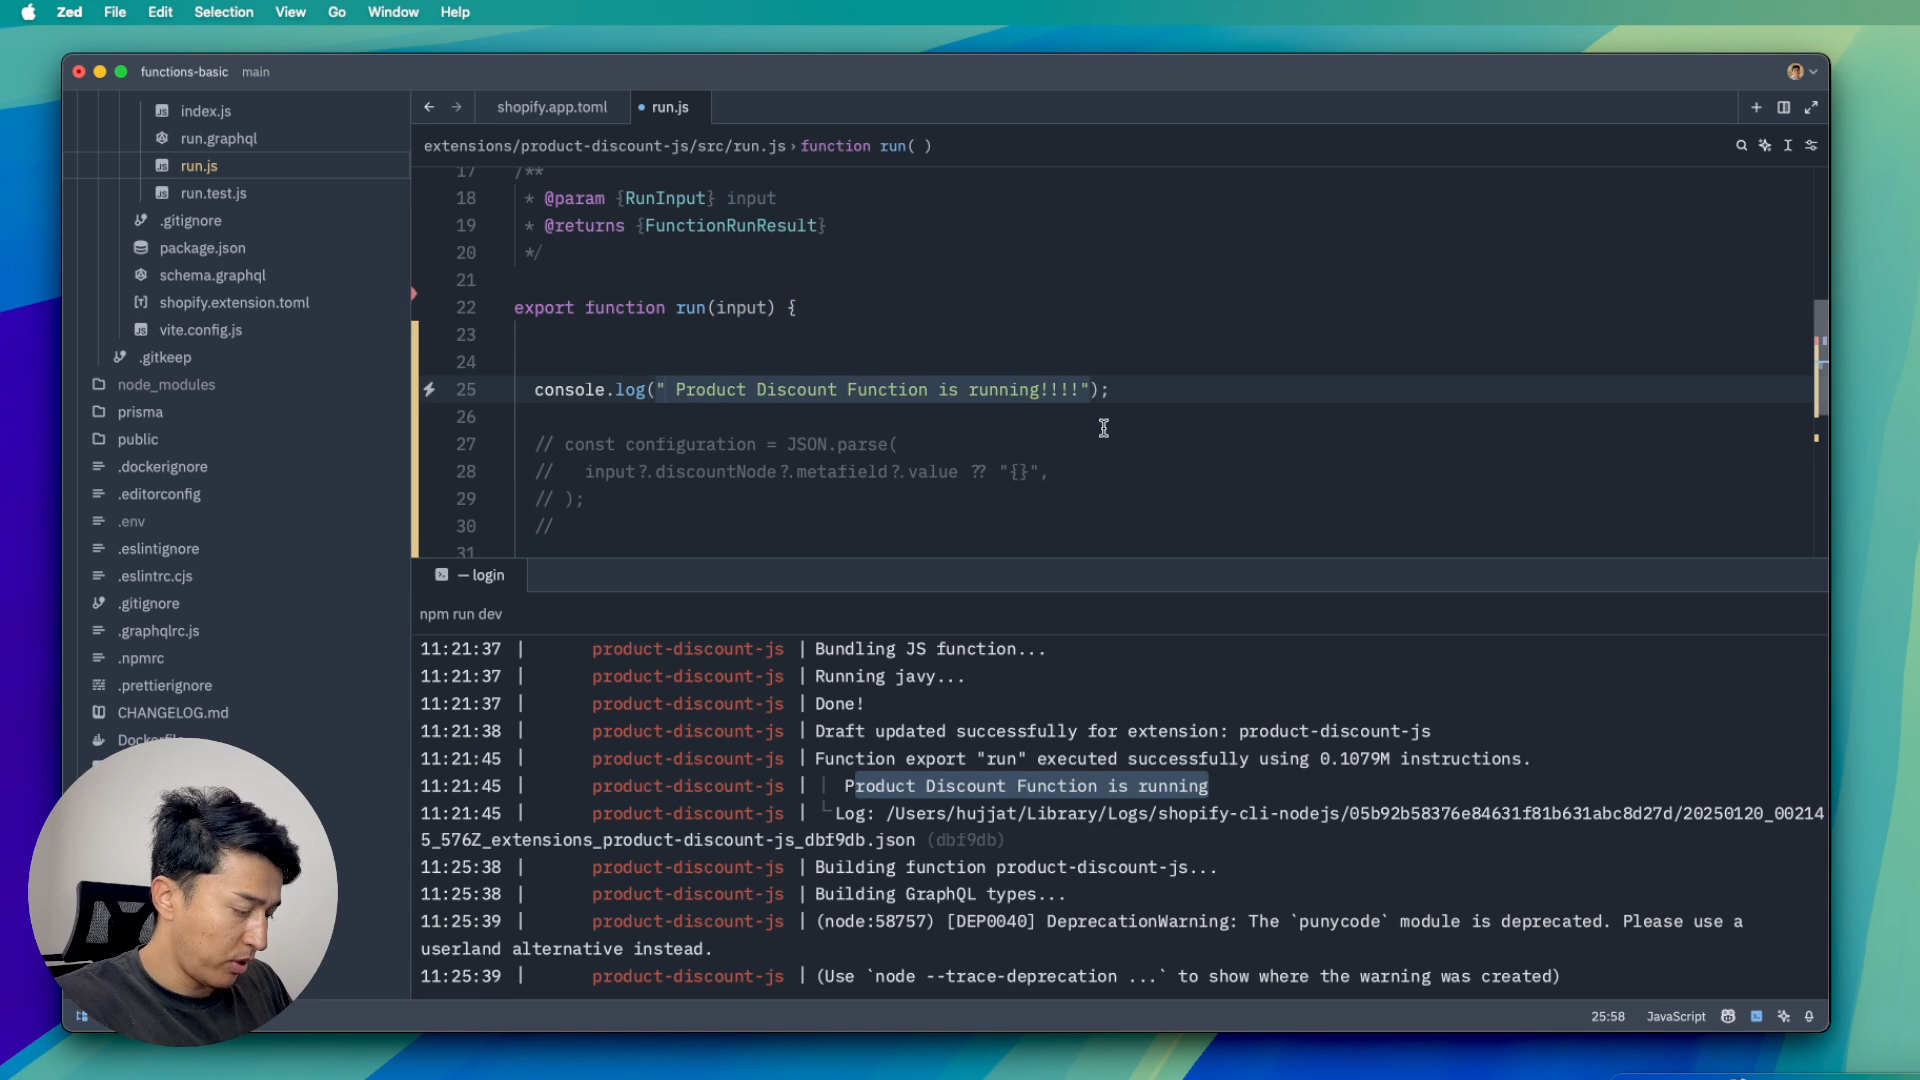 Zed File Edit Selection View Go Window Help
functions-basic main
index.js
run.graphql
run.js
run.test.js
.gitignore
package.json
schema.graphql
shopify.extension.toml
vite.config.js
.gitkeep
node_modules
prisma
public
.dockerignore
.editorconfig
.env
.eslintignore
.eslintrc.cjs
.gitignore
.graphqlrc.js
.npmrc
.prettierignore
CHANGELOG.md
shopify.app.toml run.js
extensions/product-discount-js/src/run.js › function run( )
17 /**
18 * @param {RunInput} input
19 * @returns {FunctionRunResult}
20 */
21
22 export function run(input) {
23
24
25 console.log(" Product Discount Function is running!!!!");
26
27 // const configuration = JSON.parse(
28 // input?.discountNode?.metafield?.value ?? "{}",
29 // );
30 //
31
— login
npm run dev
11:21:37 | product-discount-js | Bundling JS function...
11:21:37 | product-discount-js | Running javy...
11:21:37 | product-discount-js | Done!
11:21:38 | product-discount-js | Draft updated successfully for extension: product-discount-js
11:21:45 | product-discount-js | Function export "run" executed successfully using 0.1079M instructions.
11:21:45 | product-discount-js | │ Product Discount Function is running
11:21:45 | product-discount-js | └ Log: /Users/hujjat/Library/Logs/shopify-cli-nodejs/05b92b58376e84631f81b631abc8d27d/20250120_00214
5_576Z_extensions_product-discount-js_dbf9db.json (dbf9db)
11:25:38 | product-discount-js | Building function product-discount-js...
11:25:38 | product-discount-js | Building GraphQL types...
11:25:39 | product-discount-js | (node:58757) [DEP0040] DeprecationWarning: The `punycode` module is deprecated. Please use a
userland alternative instead.
11:25:39 | product-discount-js | (Use `node --trace-deprecation ...` to show where the warning was created)
25:58 JavaScript